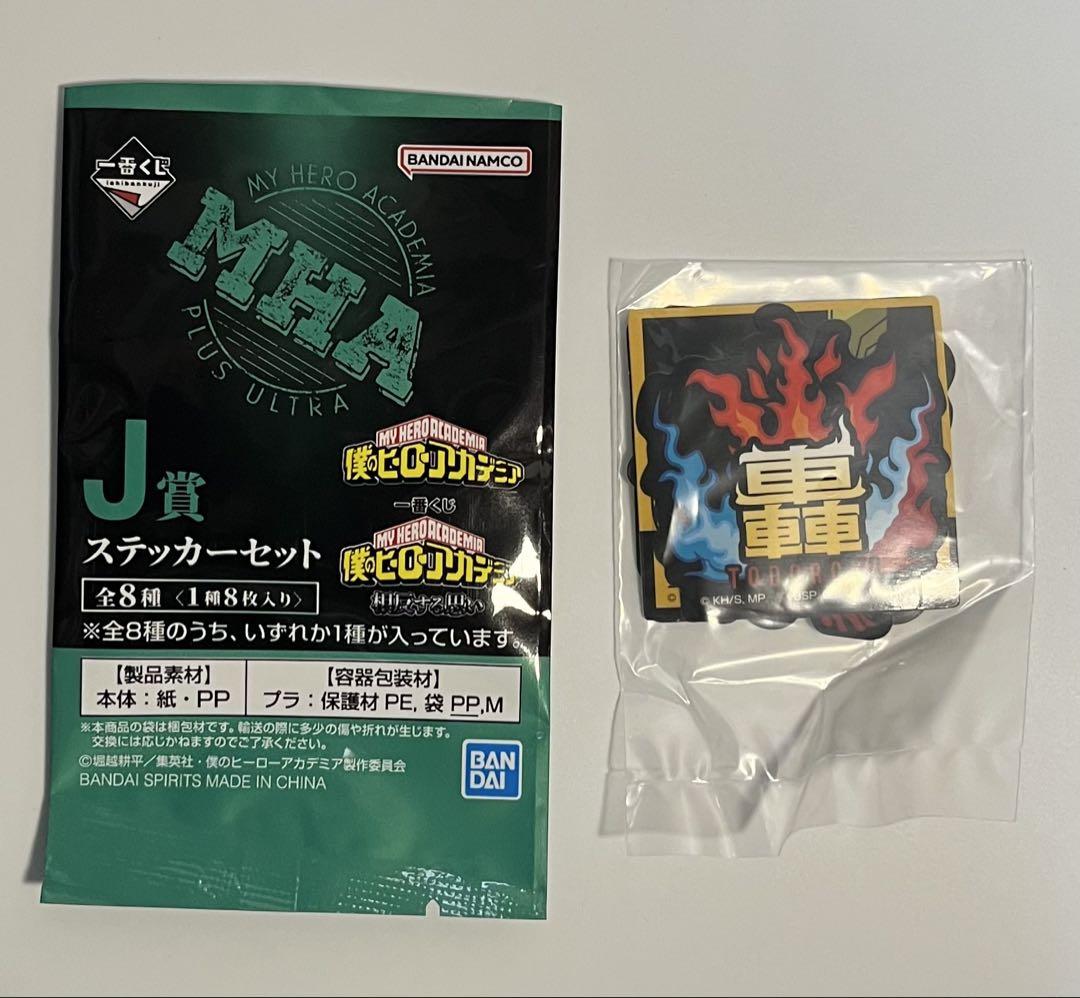 一番くじ
ichibankuji
BANDAI NAMCO
MY HERO ACADEMIA
MHA
PLUS ULTRA
J賞
MY HERO ACADEMIA
僕のヒーローアカデミア
一番くじ
MY HERO ACADEMIA
僕のヒーローアカデミア
相反する思い
ステッカーセット
全8種〈1種8枚入り〉
※全8種のうち、いずれか1種が入っています。
【製品素材】
本体：紙・PP
【容器包装材】
プラ：保護材 PE, 袋 PP,M
※本商品の袋は梱包材です。輸送の際に多少の傷や折れが生じます。
交換には応じかねますのでご了承ください。
©堀越耕平／集英社・僕のヒーローアカデミア製作委員会
BANDAI SPIRITS MADE IN CHINA
BAN
DAI
轟
©
© KH/S, MP